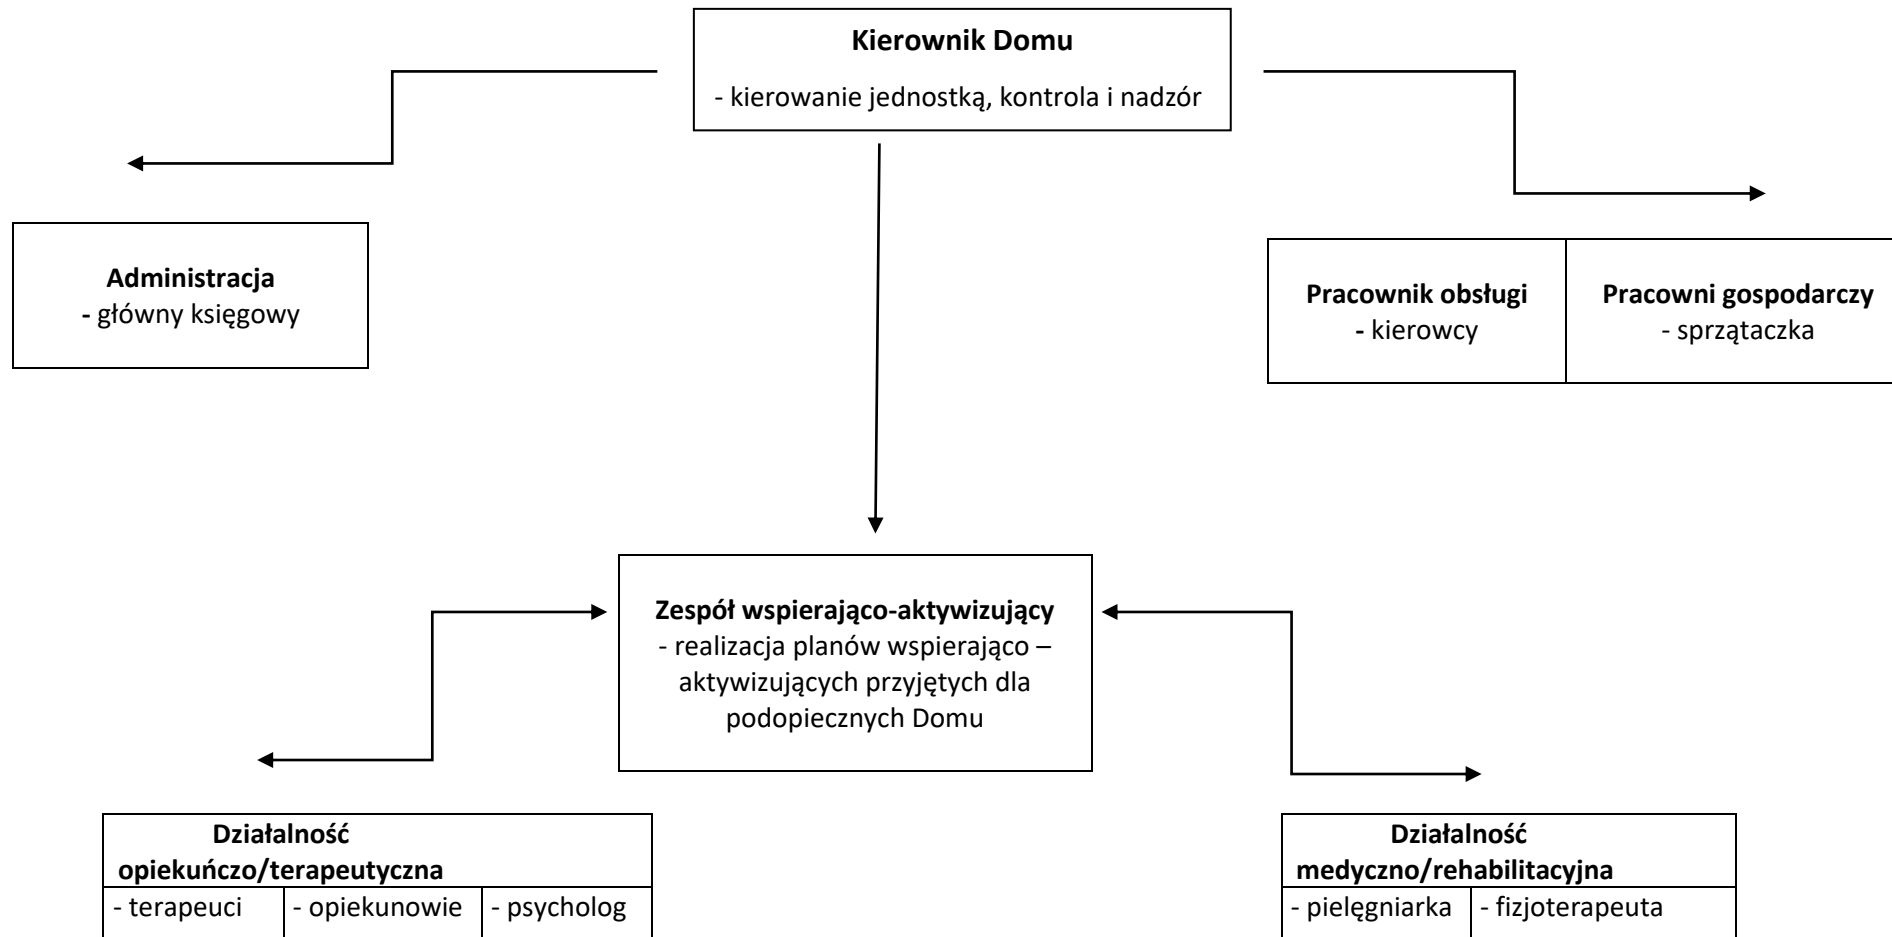 Kierownik Domu
- kierowanie jednostką, kontrola i nadzór
Administracja
- główny księgowy
Pracownik obsługi
- kierowcy
Pracowni gospodarczy
- sprzątaczka
Zespół wspierająco-aktywizujący
- realizacja planów wspierająco –
aktywizujących przyjętych dla
podopiecznych Domu
Działalność
opiekuńczo/terapeutyczna
- terapeuci
- opiekunowie
- psycholog
Działalność
medyczno/rehabilitacyjna
- pielęgniarka
- fizjoterapeuta